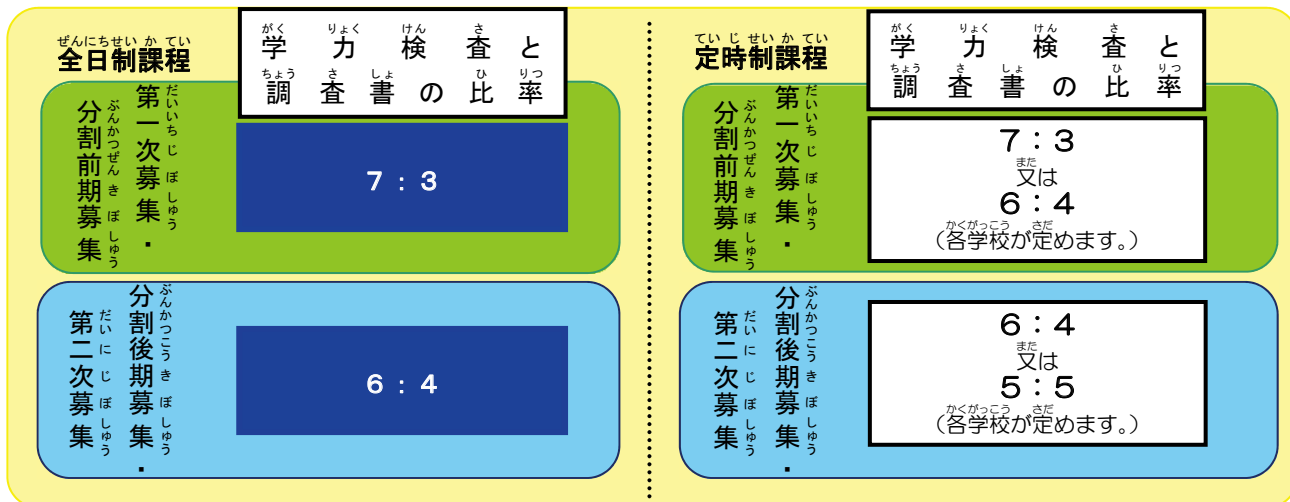 全日制課程
学力検査と
調査書の比率
第一次募集・
分割前期募集
7:3
分割後期募集・
第二次募集
6:4
定時制課程
学力検査と
調査書の比率
第一次募集・
分割前期募集
7:3
又は
6:4
(各学校が定めます。)
分割後期募集・
第二次募集
6:4
又は
5:5
(各学校が定めます。)